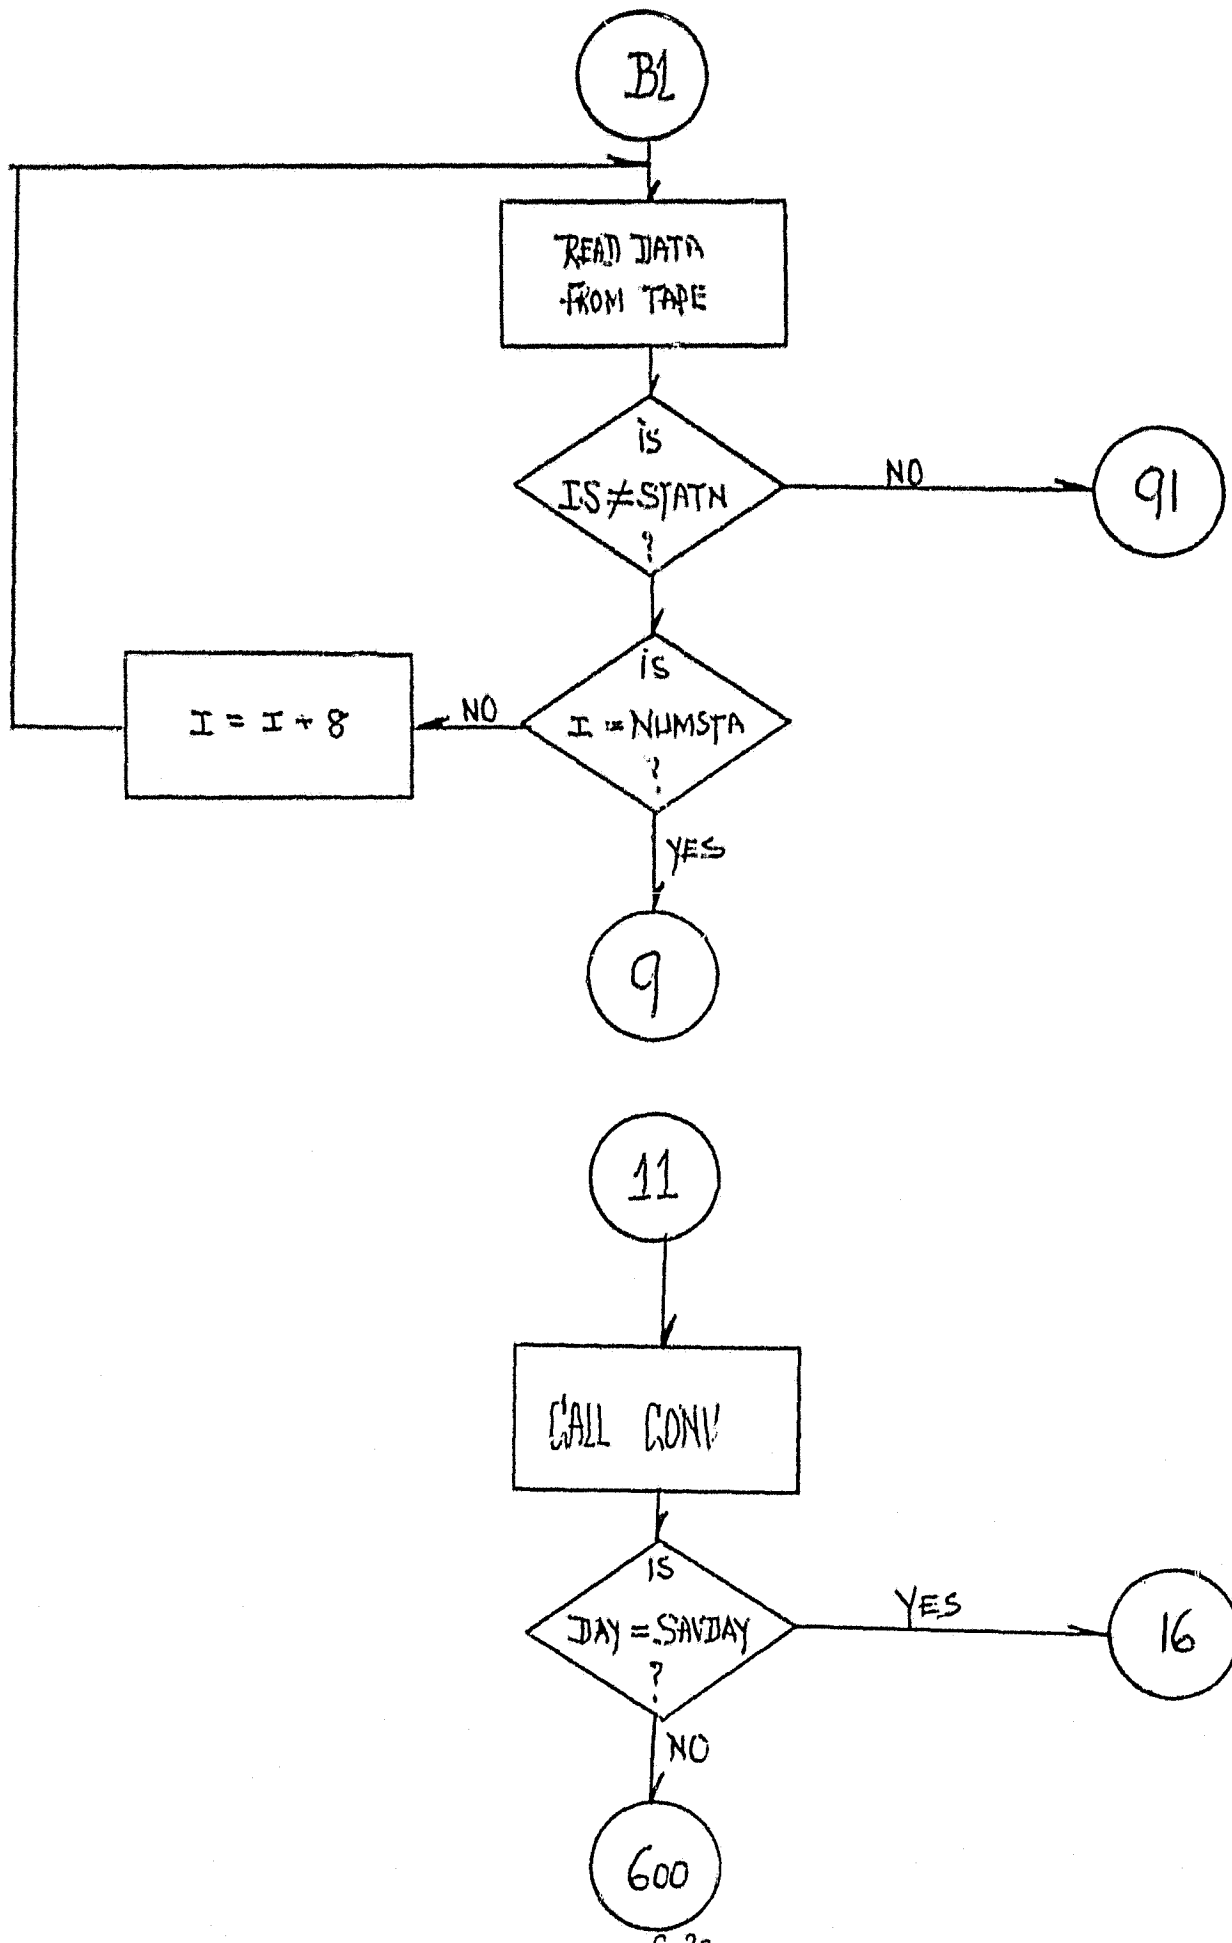 B1
READ DATA
FROM TAPE
is
IS≠STATN
?
NO
91
is
I = NUMSTA
?
NO
I = I + 8
YES
9
11
CALL CONV
is
DAY = SAVDAY
?
YES
16
NO
600